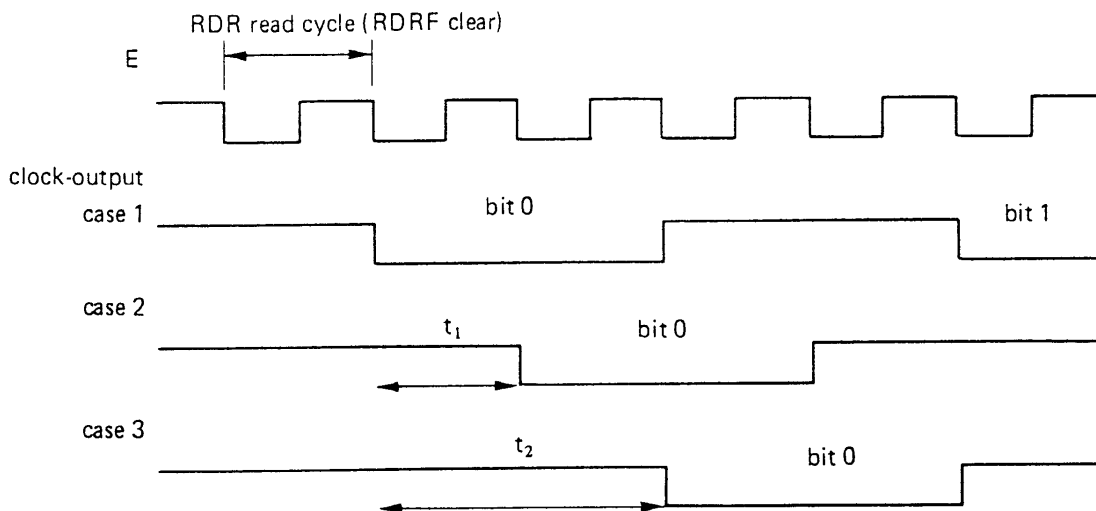 RDR read cycle (RDRF clear)
E
clock-output
case 1
bit 0
bit 1
case 2
t₁
bit 0
case 3
t₂
bit 0